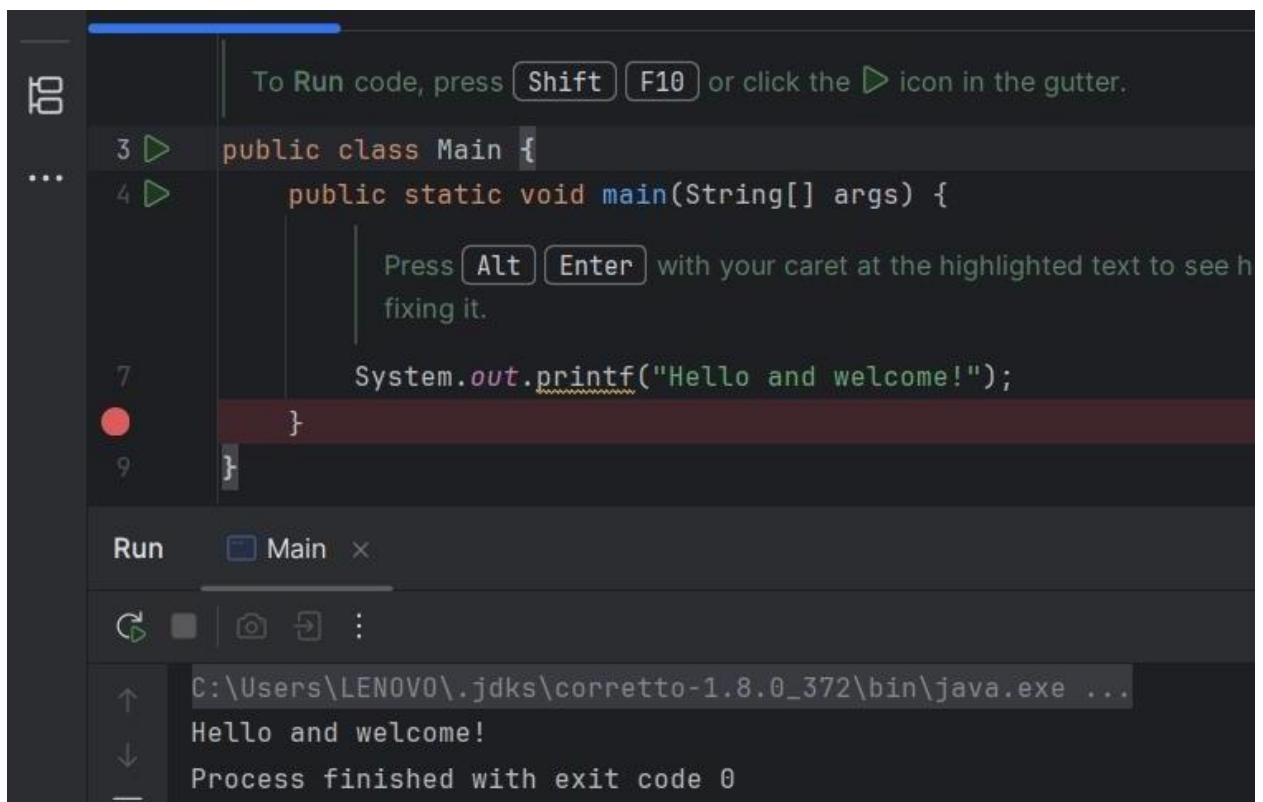 To Run code, press Shift F10 or click the icon in the gutter.
3 public class Main {
4 public static void main(String[] args) {
Press Alt Enter with your caret at the highlighted text to see h
fixing it.
7 System.out.printf("Hello and welcome!");
}
9 }
Run Main
C:\Users\LENOVO\.jdks\corretto-1.8.0_372\bin\java.exe ...
Hello and welcome!
Process finished with exit code 0